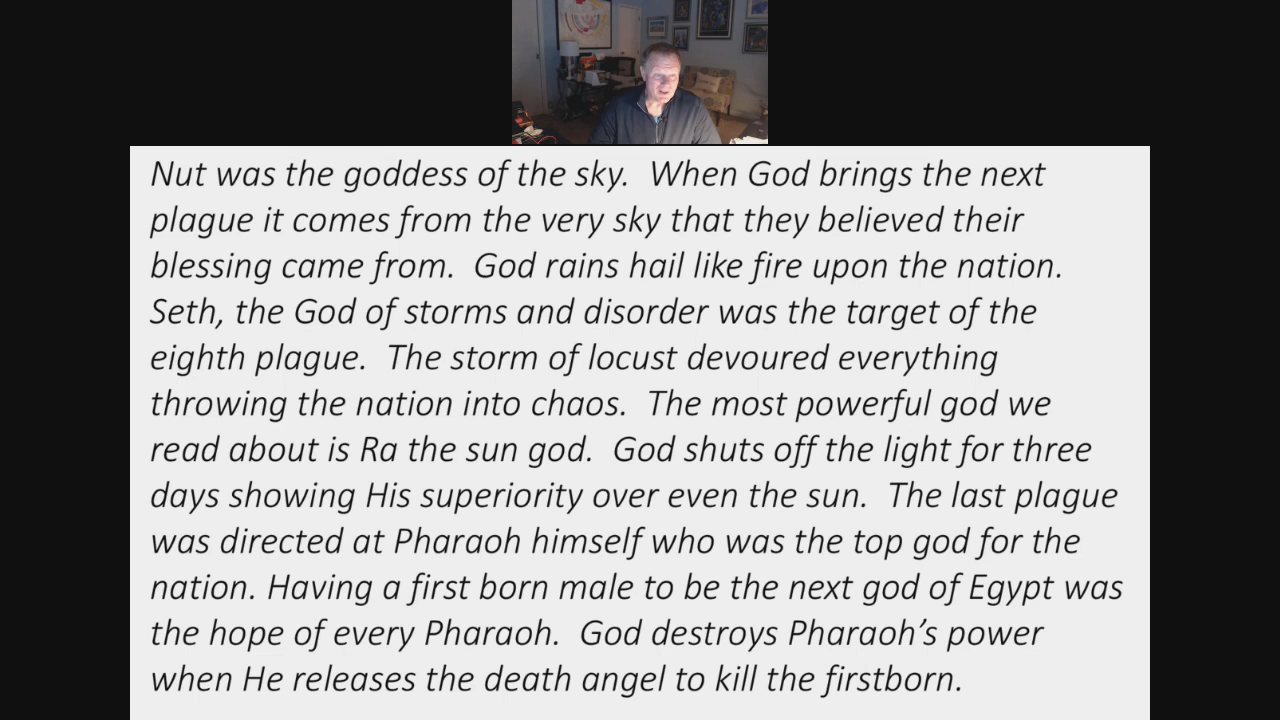 Nut was the goddess of the sky.  When God brings the next
plague it comes from the very sky that they believed their
blessing came from.  God rains hail like fire upon the nation.
Seth, the God of storms and disorder was the target of the
eighth plague.  The storm of locust devoured everything
throwing the nation into chaos.  The most powerful god we
read about is Ra the sun god.  God shuts off the light for three
days showing His superiority over even the sun.  The last plague
was directed at Pharaoh himself who was the top god for the
nation. Having a first born male to be the next god of Egypt was
the hope of every Pharaoh.  God destroys Pharaoh’s power
when He releases the death angel to kill the firstborn.